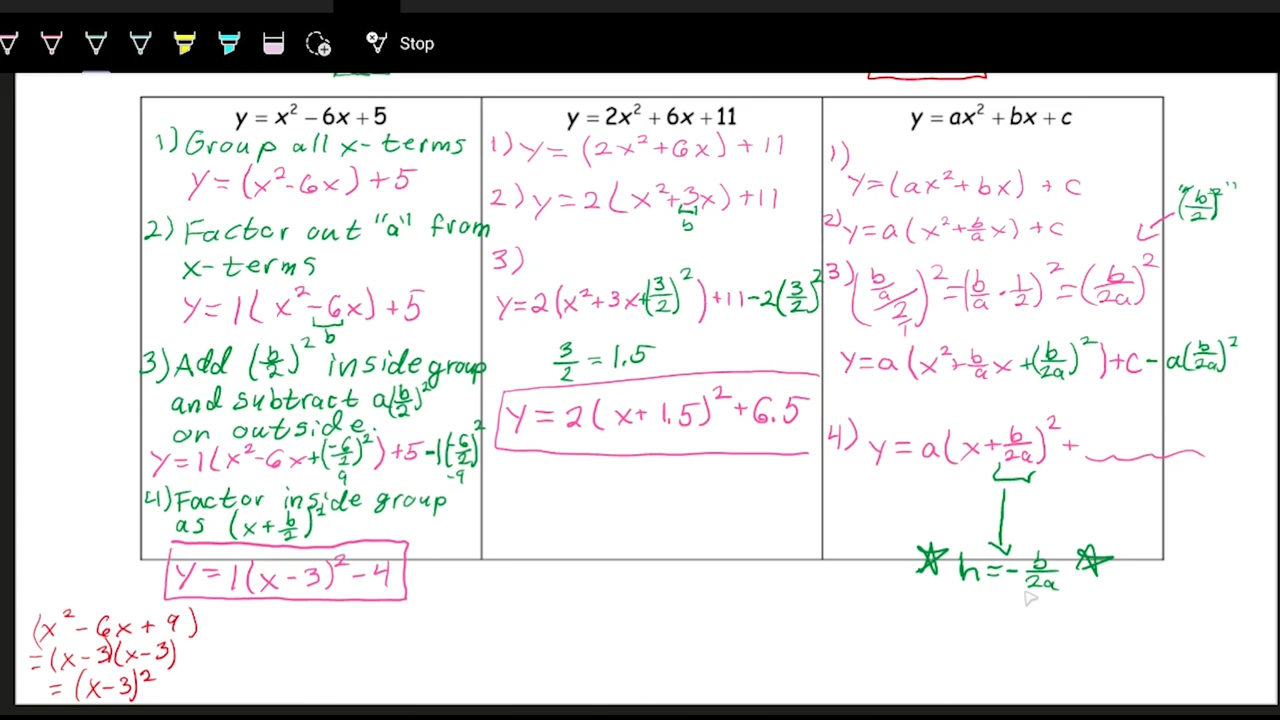 Stop
y = x² − 6x + 5
1) Group all x-terms
y = (x² - 6x) + 5
2) Factor out "a" from
x-terms
y = 1(x² - 6x) + 5
b
3) Add (b/2)² inside group
and subtract a(b/2)²
on outside.
y = 1(x² - 6x + (-6/2)²) + 5 - 1(-6/2)²
9 -9
4) Factor inside group
as (x + b/2)²
y = 1(x - 3)² - 4
(x² - 6x + 9)
= (x - 3)(x - 3)
= (x - 3)²
y = 2x² + 6x + 11
1) y = (2x² + 6x) + 11
2) y = 2(x² + 3x) + 11
b
3)
y = 2(x² + 3x + (3/2)²) + 11 - 2(3/2)²
3/2 = 1.5
y = 2(x + 1.5)² + 6.5
y = ax² + bx + c
1)
y = (ax² + bx) + c
"(b/2)²"
2) y = a(x² + b/a x) + c
3) (b/a / 2/1)² = (b/a · 1/2)² = (b/2a)²
y = a(x² + b/a x + (b/2a)²) + c - a(b/2a)²
4) y = a(x + b/2a)² +
h = - b/2a